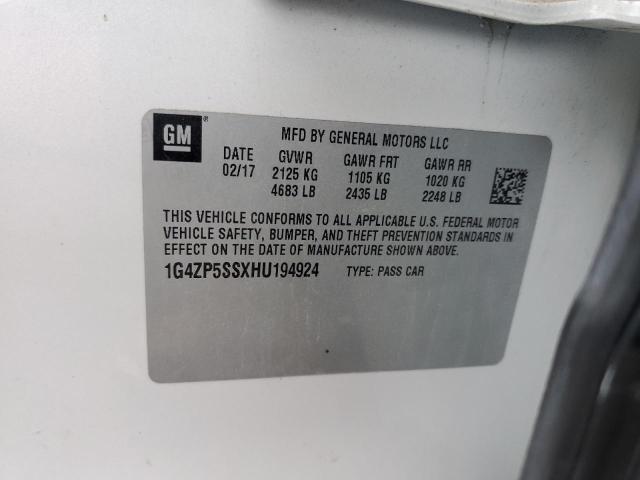 GM
MFD BY GENERAL MOTORS LLC
DATE GVWR GAWR FRT GAWR RR
02/17 2125 KG 1105 KG 1020 KG
4683 LB 2435 LB 2248 LB
THIS VEHICLE CONFORMS TO ALL APPLICABLE U.S. FEDERAL MOTOR
VEHICLE SAFETY, BUMPER, AND THEFT PREVENTION STANDARDS IN
EFFECT ON THE DATE OF MANUFACTURE SHOWN ABOVE.
1G4ZP5SSXHU194924 TYPE: PASS CAR